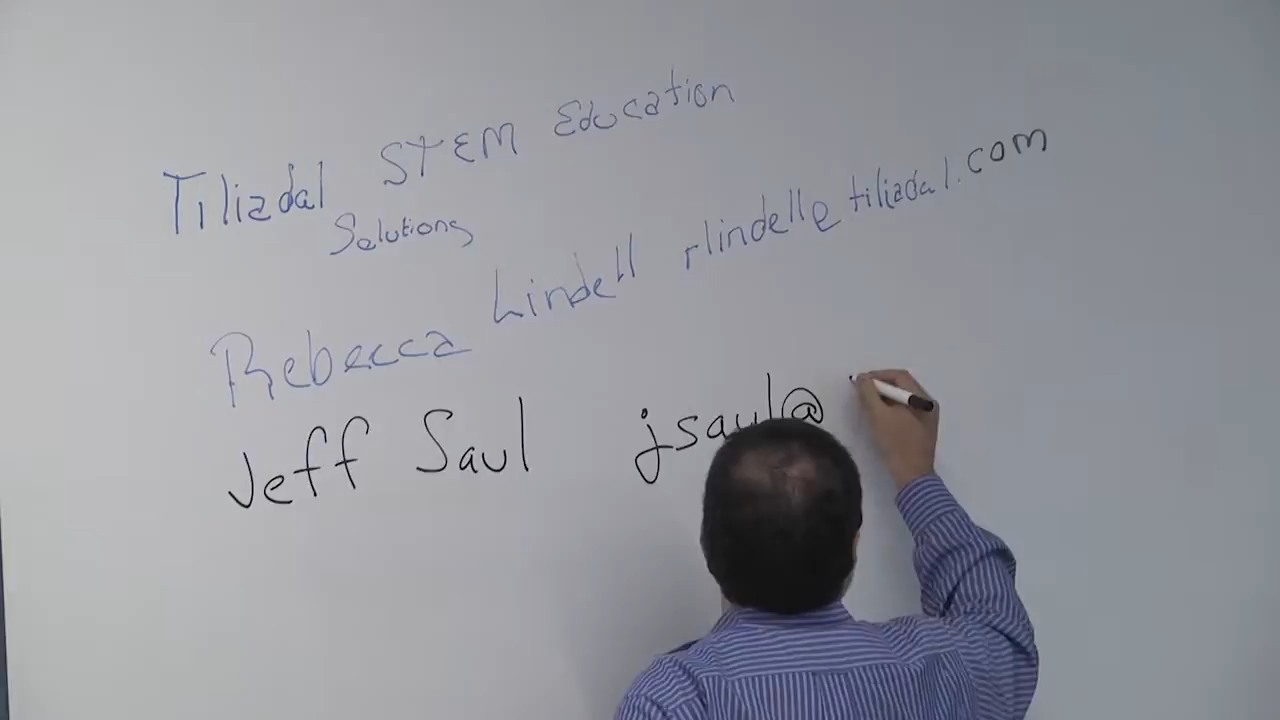 Tiliadal STEM Education
Solutions
Rebecca Lindell rlindell@tiliadal.com
Jeff Saul jsaul@